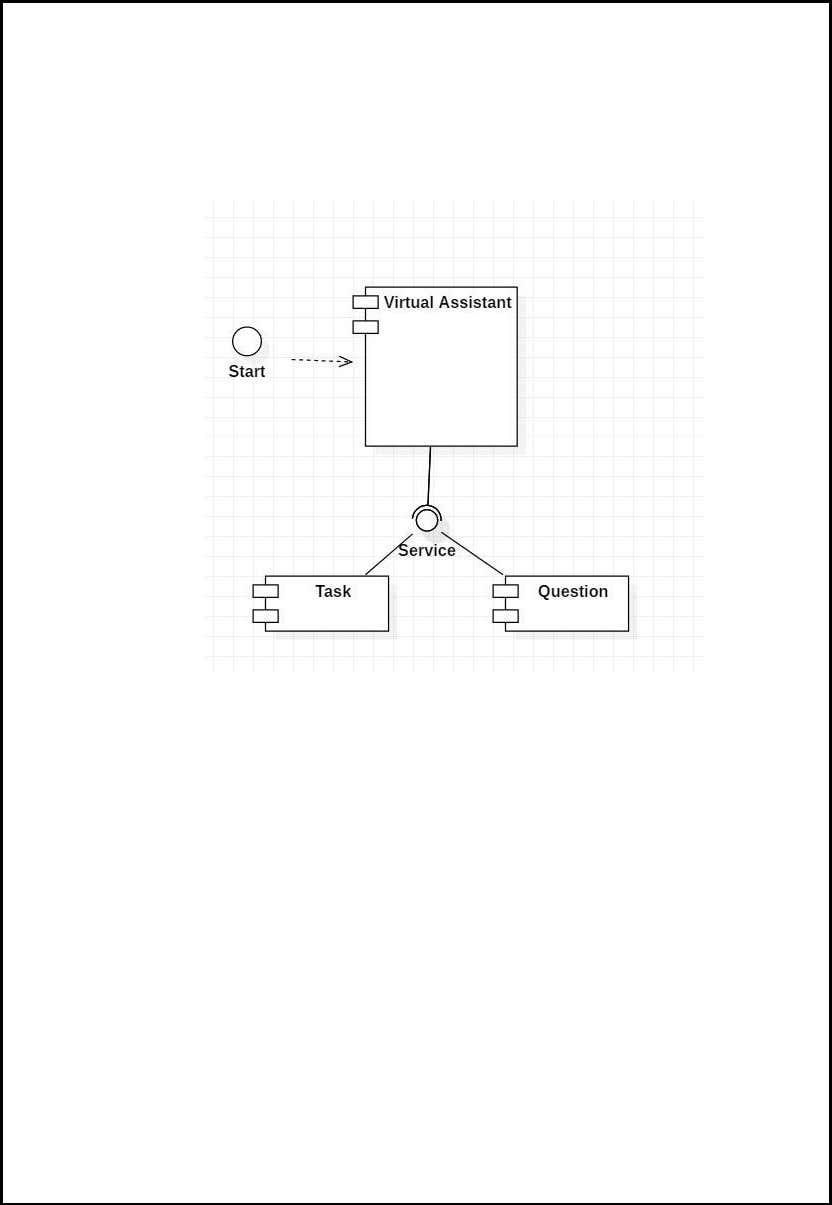 Virtual Assistant
Start
Service
Task
Question